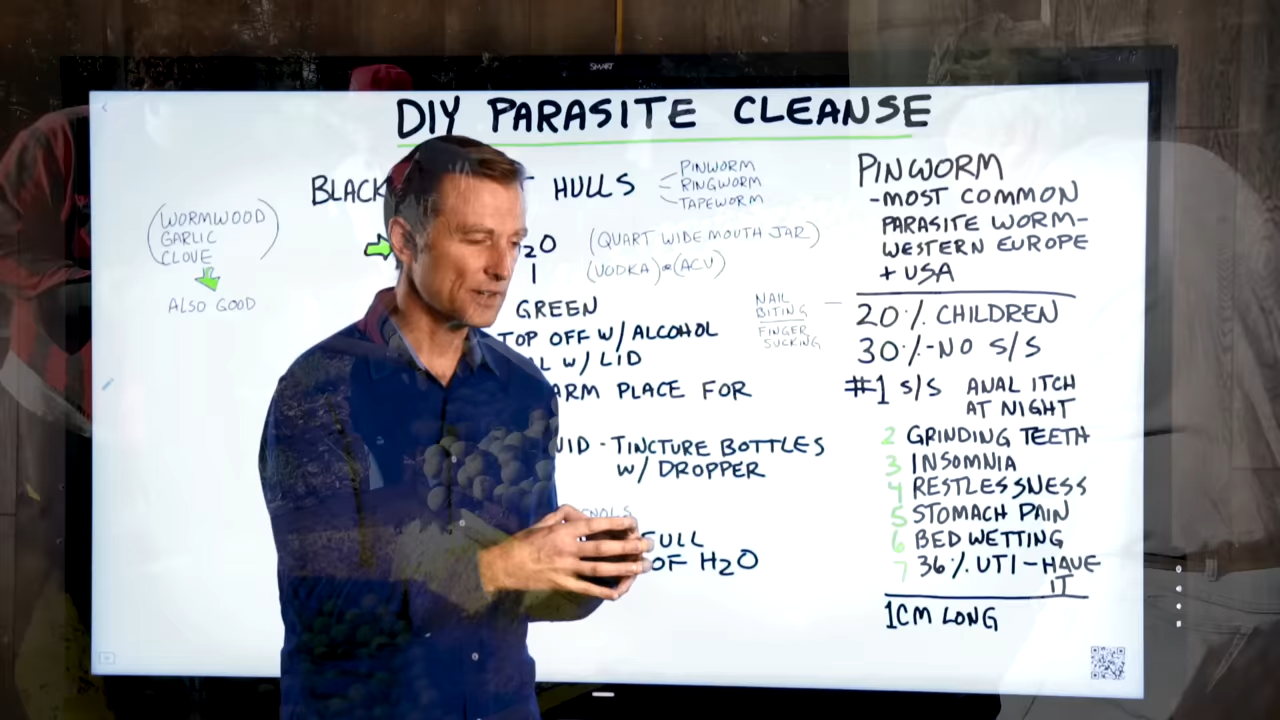 SMART
DIY PARASITE CLEANSE
BLACK
HULLS
PINWORM
RINGWORM
TAPEWORM
(WORMWOOD
GARLIC
CLOVE)
ALSO GOOD
2O (QUART WIDE MOUTH JAR)
(VODKA) (ACV)
GREEN
TOP OFF W/ ALCOHOL
L W/ LID
ARM PLACE FOR
UID - TINCTURE BOTTLES
W/ DROPPER
FULL
OF H2O
NAIL
BITING
FINGER
SUCKING
PINWORM
-MOST COMMON
PARASITE WORM-
WESTERN EUROPE
+ USA
20% CHILDREN
30%-NO S/S
#1 S/S ANAL ITCH
AT NIGHT
2 GRINDING TEETH
3 INSOMNIA
4 RESTLESSNESS
5 STOMACH PAIN
6 BED WETTING
7 36% UTI-HAVE
IT
1CM LONG